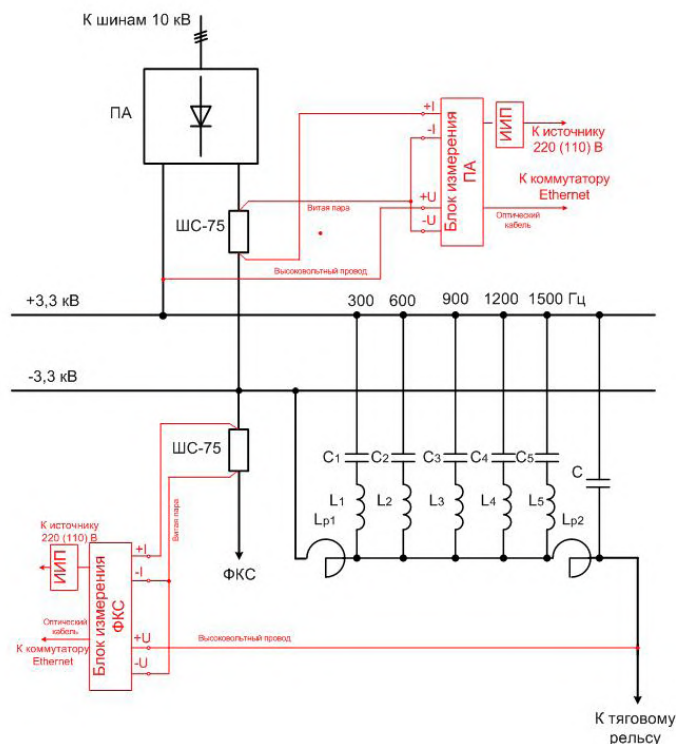 К шинам 10 кВ
ПА
+I
-I
+U
-U
Блок измерения
ПА
ИИП
К источнику
220 (110) В
К коммутатору
Ethernet
Оптический
кабель
ШС-75
Витая пара
Высоковольтный провод
+3,3 кВ
300 600 900 1200 1500 Гц
-3,3 кВ
ШС-75
C1 C2 C3 C4 C5 C
L1 L2 L3 L4 L5
Lp1 Lp2
Витая пара
К источнику
220 (110) В
ИИП
+I
-I
+U
-U
Блок измерения
ФКС
ФКС
Оптический
кабель
К коммутатору
Ethernet
Высоковольтный провод
К тяговому
рельсу